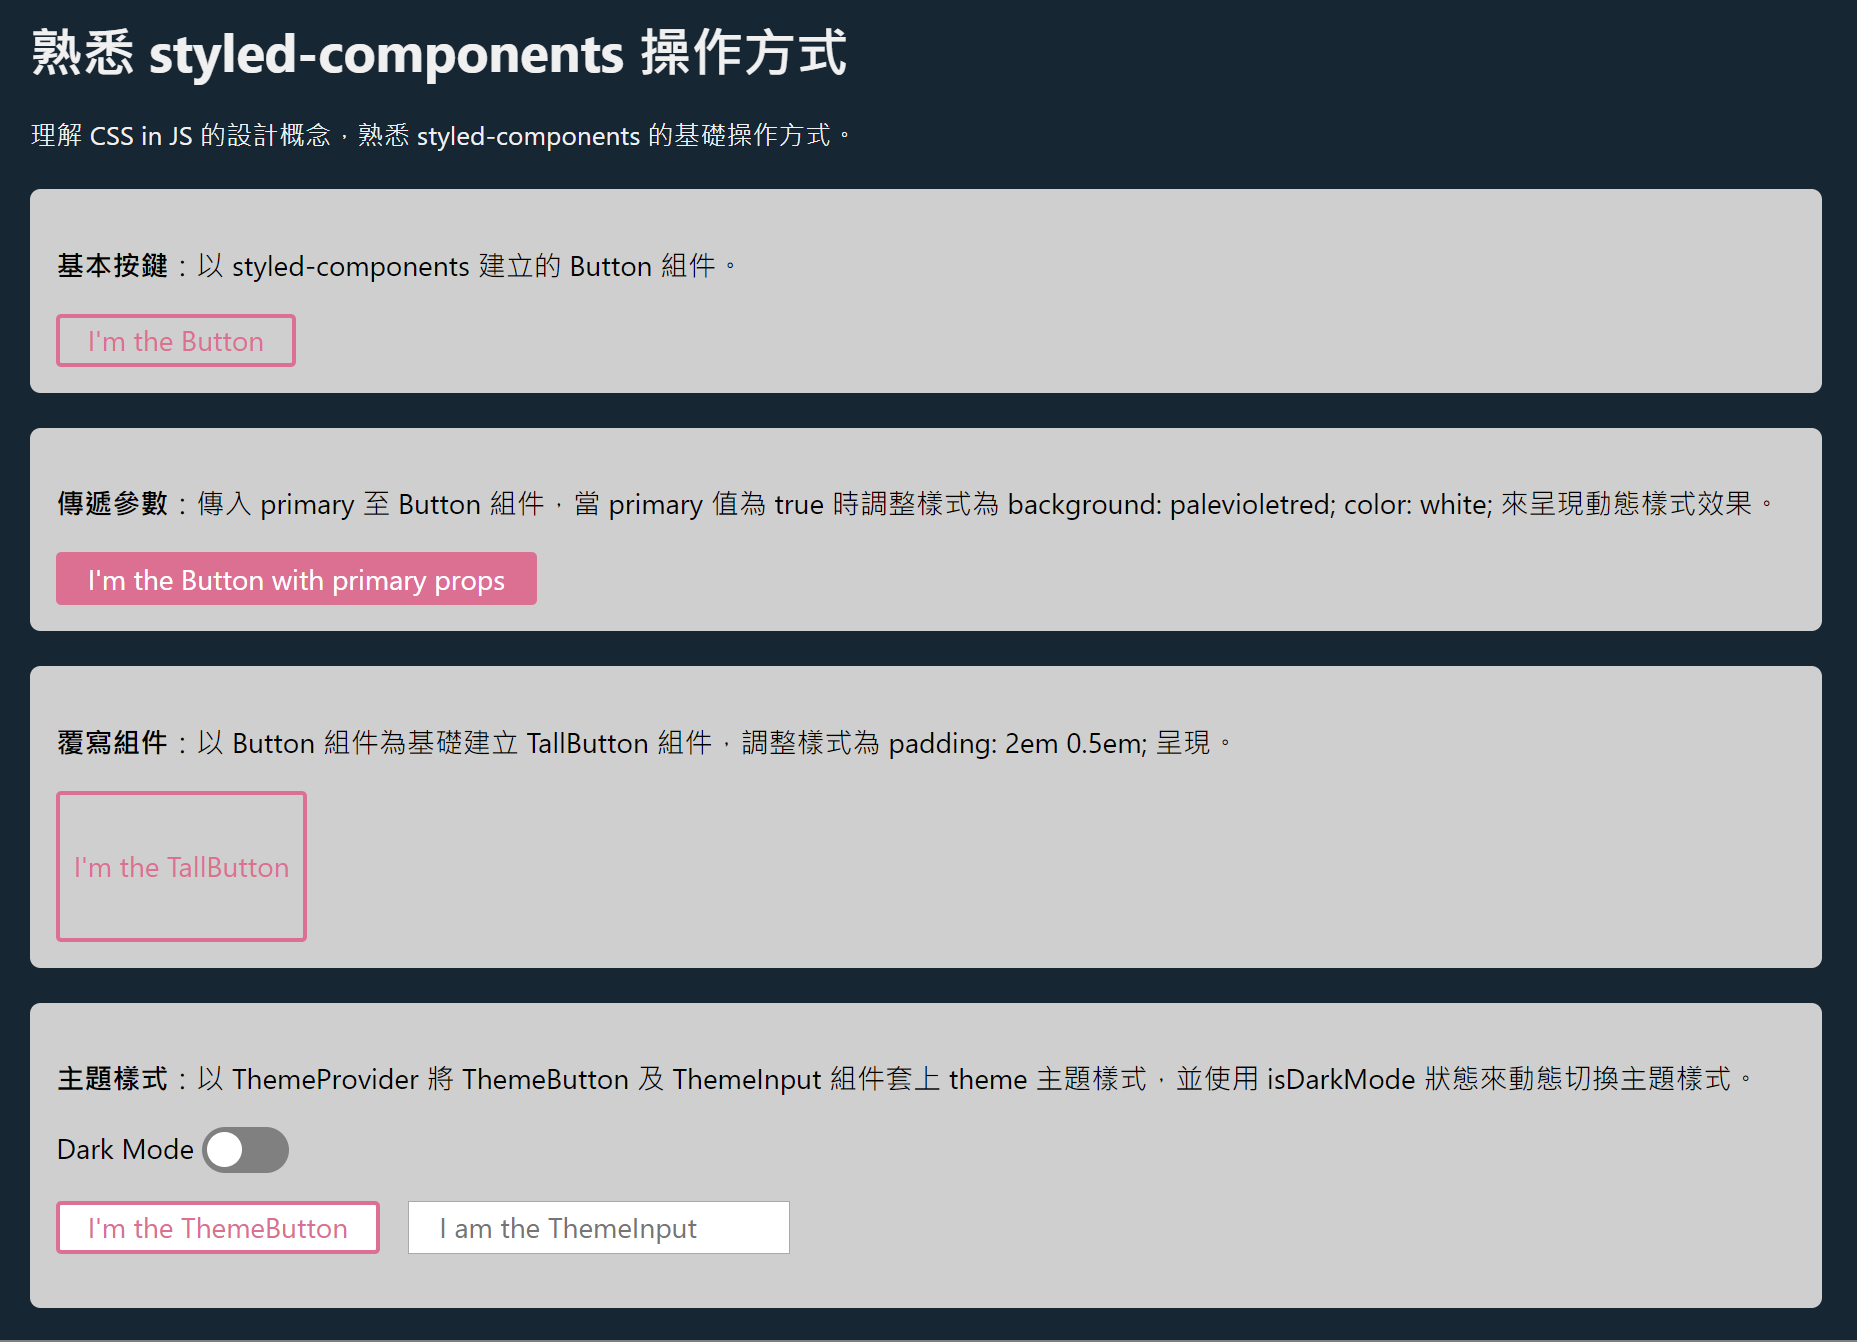 熟悉 styled-components 操作方式
理解 CSS in JS 的設計概念，熟悉 styled-components 的基礎操作方式。
基本按鍵：以 styled-components 建立的 Button 組件。
I'm the Button
傳遞參數：傳入 primary 至 Button 組件，當 primary 值為 true 時調整樣式為 background: palevioletred; color: white; 來呈現動態樣式效果。
I'm the Button with primary props
覆寫組件：以 Button 組件為基礎建立 TallButton 組件，調整樣式為 padding: 2em 0.5em; 呈現。
I'm the TallButton
主題樣式：以 ThemeProvider 將 ThemeButton 及 ThemeInput 組件套上 theme 主題樣式，並使用 isDarkMode 狀態來動態切換主題樣式。
Dark Mode
I'm the ThemeButton
I am the ThemeInput